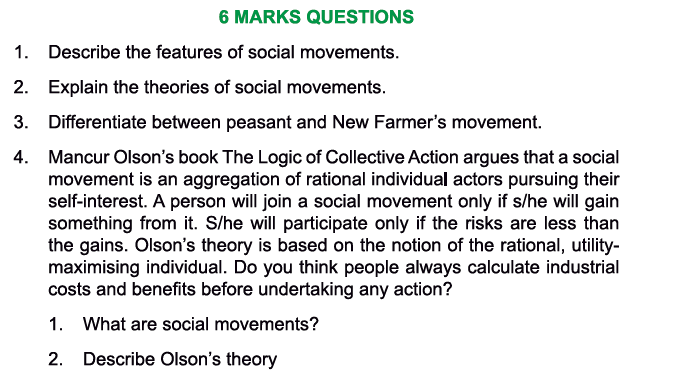 6 MARKS QUESTIONS
1. Describe the features of social movements.
2. Explain the theories of social movements.
3. Differentiate between peasant and New Farmer's movement.
4. Mancur Olson's book The Logic of Collective Action argues that a social
movement is an aggregation of rational individual actors pursuing their
self-interest. A person will join a social movement only if s/he will gain
something from it. S/he will participate only if the risks are less than
the gains. Olson's theory is based on the notion of the rational, utility-
maximising individual. Do you think people always calculate industrial
costs and benefits before undertaking any action?
1. What are social movements?
2. Describe Olson's theory